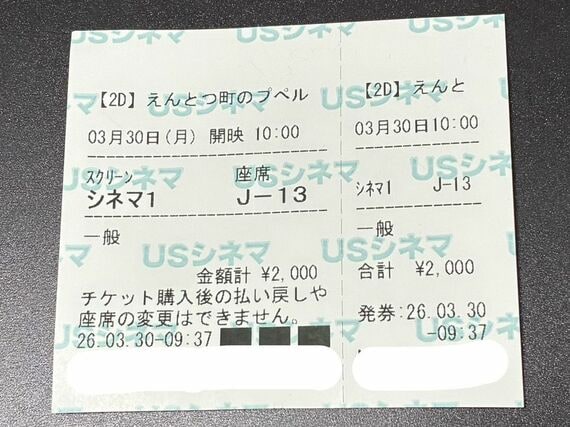 USシネマ
【2D】えんとつ町のプペル
03月30日(月) 開映 10:00
スクリーン 座席
シネマ1 J-13
一般
金額計 ¥2,000
チケット購入後の払い戻しや
座席の変更はできません。
26.03.30-09:37
【2D】えんと
03月30日10:00
シネマ1 J-13
一般
合計 ¥2,000
発券:26.03.30
-09:37